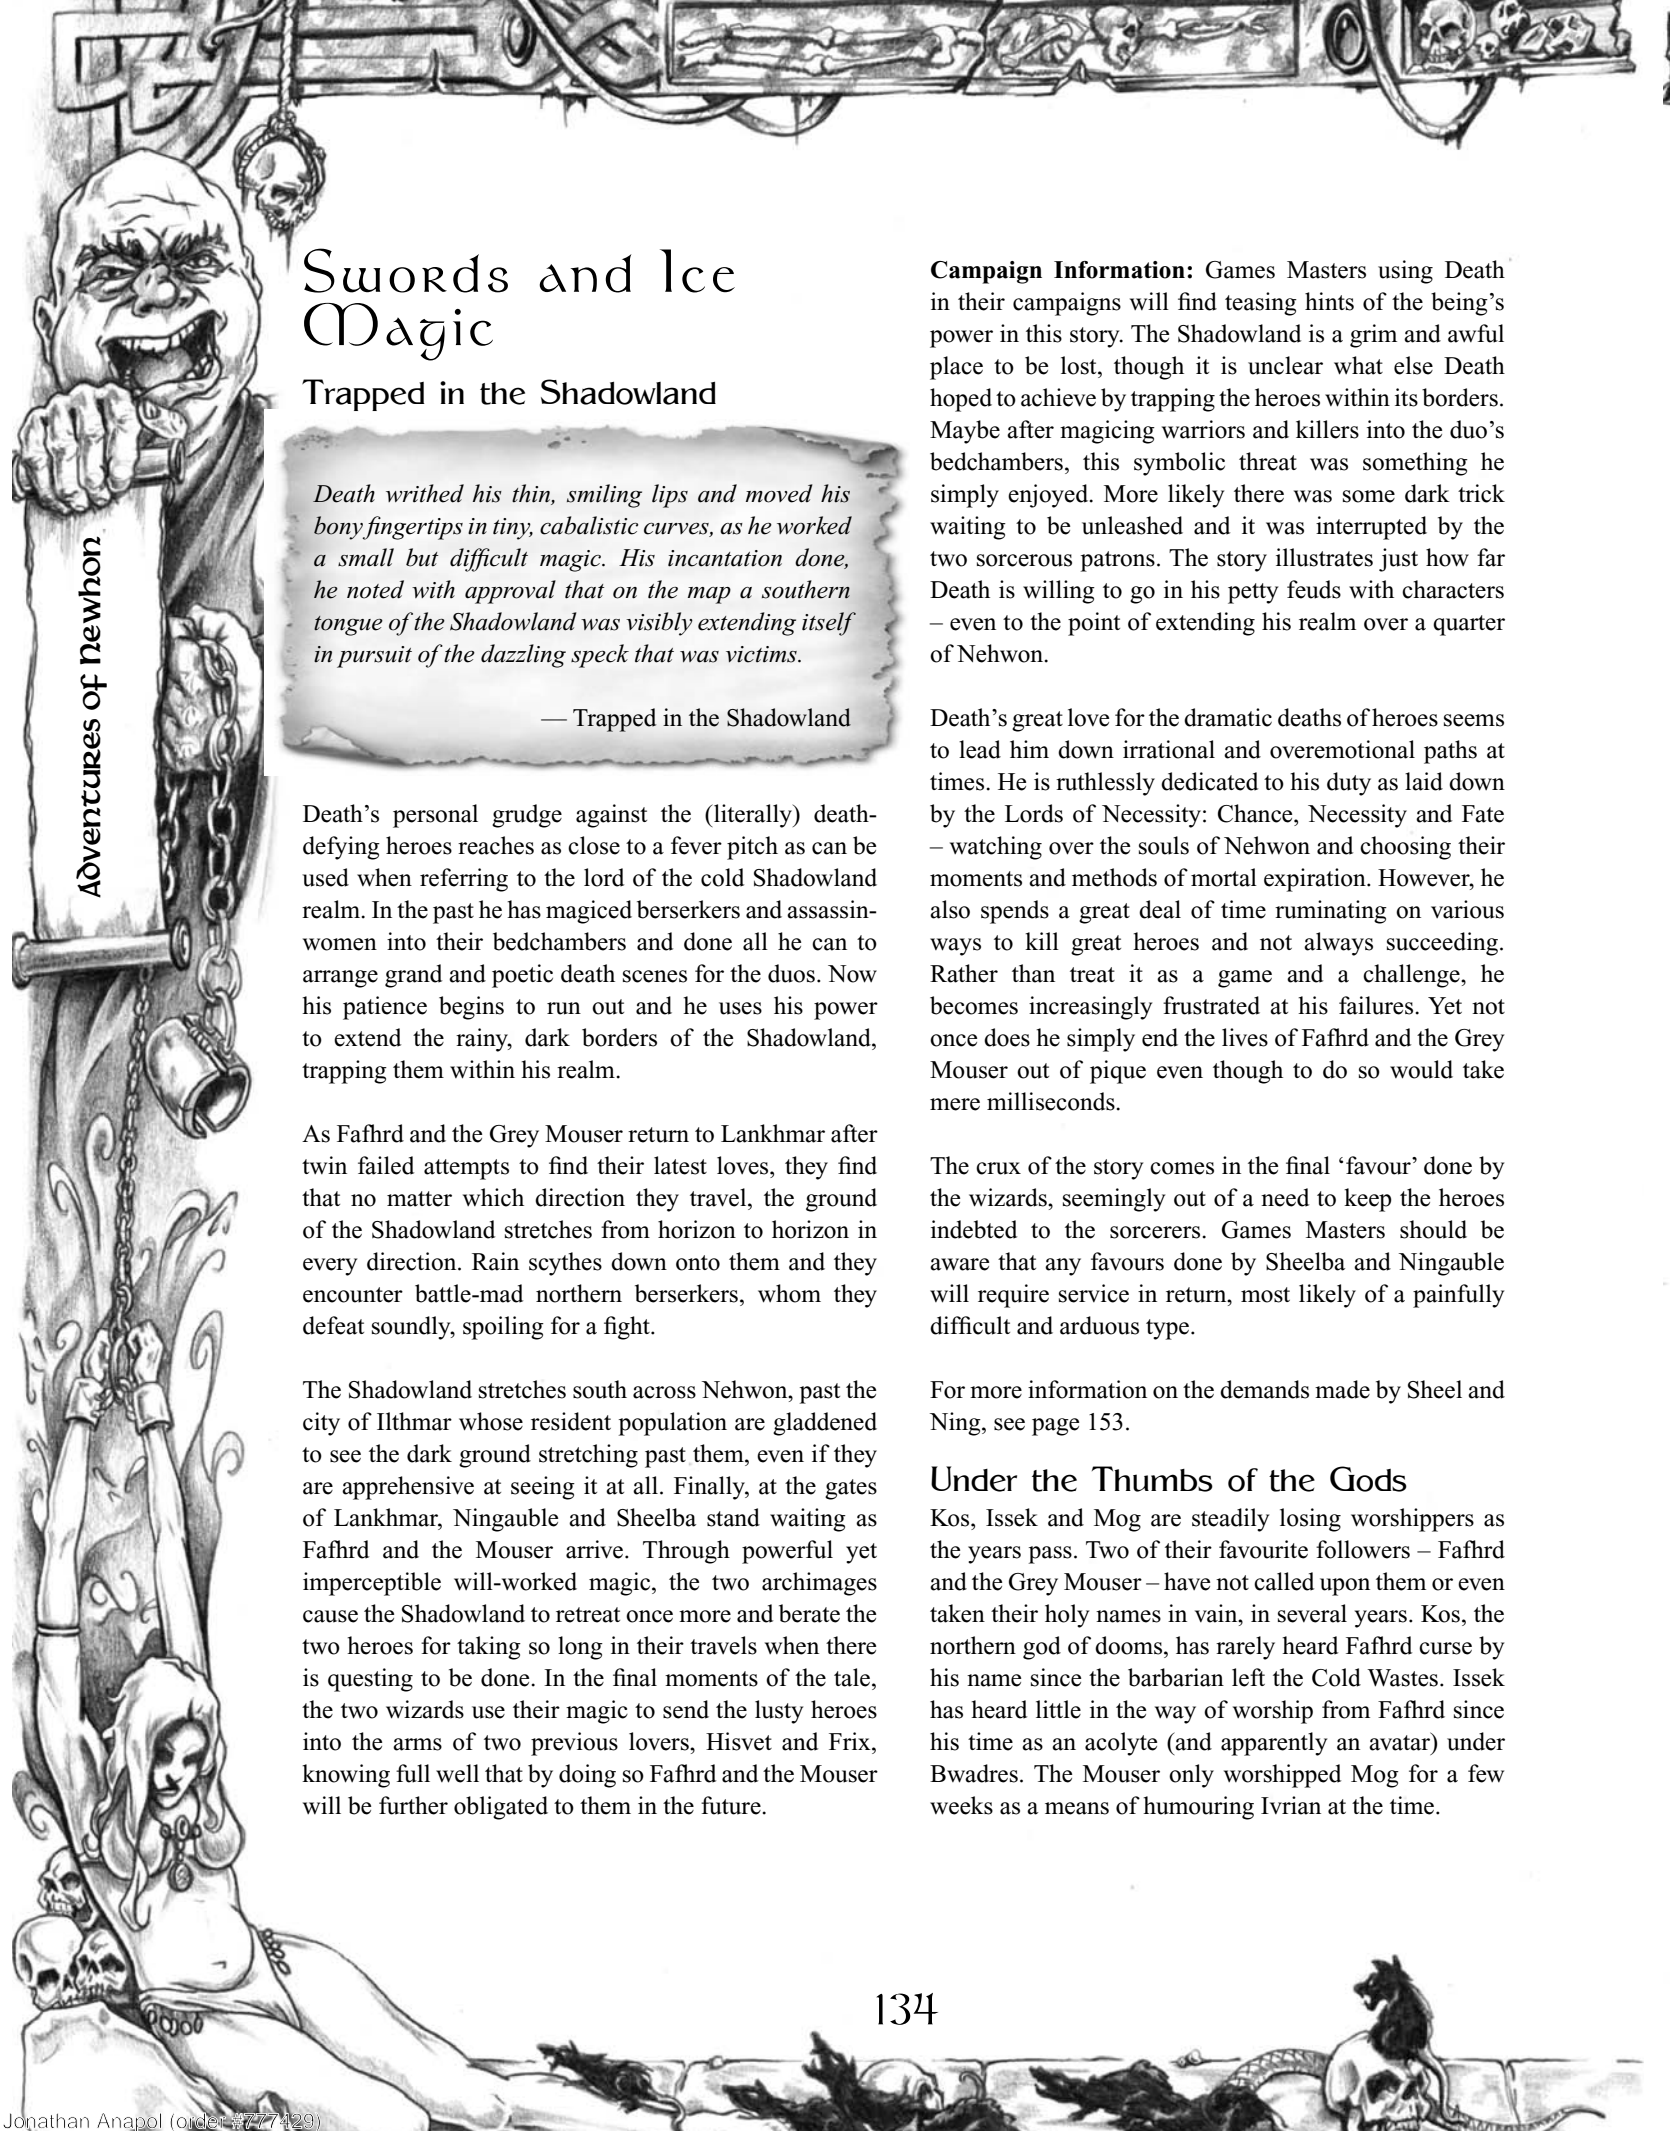 Swords and Ice
Magic
Trapped in the Shadowland
Death writhed his thin, smiling lips and moved his
bony fingertips in tiny, cabalistic curves, as he worked
a small but difficult magic. His incantation done,
he noted with approval that on the map a southern
tongue of the Shadowland was visibly extending itself
in pursuit of the dazzling speck that was victims.
— Trapped in the Shadowland
Death's personal grudge against the (literally) death-
defying heroes reaches as close to a fever pitch as can be
used when referring to the lord of the cold Shadowland
realm. In the past he has magiced berserkers and assassin-
women into their bedchambers and done all he can to
arrange grand and poetic death scenes for the duos. Now
his patience begins to run out and he uses his power
to extend the rainy, dark borders of the Shadowland,
trapping them within his realm.
As Fafhrd and the Grey Mouser return to Lankhmar after
twin failed attempts to find their latest loves, they find
that no matter which direction they travel, the ground
of the Shadowland stretches from horizon to horizon in
every direction. Rain scythes down onto them and they
encounter battle-mad northern berserkers, whom they
defeat soundly, spoiling for a fight.
The Shadowland stretches south across Nehwon, past the
city of Ilthmar whose resident population are gladdened
to see the dark ground stretching past them, even if they
are apprehensive at seeing it at all. Finally, at the gates
of Lankhmar, Ningauble and Sheelba stand waiting as
Fafhrd and the Mouser arrive. Through powerful yet
imperceptible will-worked magic, the two archimages
cause the Shadowland to retreat once more and berate the
two heroes for taking so long in their travels when there
is questing to be done. In the final moments of the tale,
the two wizards use their magic to send the lusty heroes
into the arms of two previous lovers, Hisvet and Frix,
knowing full well that by doing so Fafhrd and the Mouser
will be further obligated to them in the future.
Campaign Information: Games Masters using Death
in their campaigns will find teasing hints of the being's
power in this story. The Shadowland is a grim and awful
place to be lost, though it is unclear what else Death
hoped to achieve by trapping the heroes within its borders.
Maybe after magicing warriors and killers into the duo's
bedchambers, this symbolic threat was something he
simply enjoyed. More likely there was some dark trick
waiting to be unleashed and it was interrupted by the
two sorcerous patrons. The story illustrates just how far
Death is willing to go in his petty feuds with characters
– even to the point of extending his realm over a quarter
of Nehwon.
Death's great love for the dramatic deaths of heroes seems
to lead him down irrational and overemotional paths at
times. He is ruthlessly dedicated to his duty as laid down
by the Lords of Necessity: Chance, Necessity and Fate
– watching over the souls of Nehwon and choosing their
moments and methods of mortal expiration. However, he
also spends a great deal of time ruminating on various
ways to kill great heroes and not always succeeding.
Rather than treat it as a game and a challenge, he
becomes increasingly frustrated at his failures. Yet not
once does he simply end the lives of Fafhrd and the Grey
Mouser out of pique even though to do so would take
mere milliseconds.
The crux of the story comes in the final ‘favour’ done by
the wizards, seemingly out of a need to keep the heroes
indebted to the sorcerers. Games Masters should be
aware that any favours done by Sheelba and Ningauble
will require service in return, most likely of a painfully
difficult and arduous type.
For more information on the demands made by Sheel and
Ning, see page 153.
Under the Thumbs of the Gods
Kos, Issek and Mog are steadily losing worshippers as
the years pass. Two of their favourite followers – Fafhrd
and the Grey Mouser – have not called upon them or even
taken their holy names in vain, in several years. Kos, the
northern god of dooms, has rarely heard Fafhrd curse by
his name since the barbarian left the Cold Wastes. Issek
has heard little in the way of worship from Fafhrd since
his time as an acolyte (and apparently an avatar) under
Bwadres. The Mouser only worshipped Mog for a few
weeks as a means of humouring Ivrian at the time.
Adventures of Newhon
134
Jonathan Anapol (order #777429)